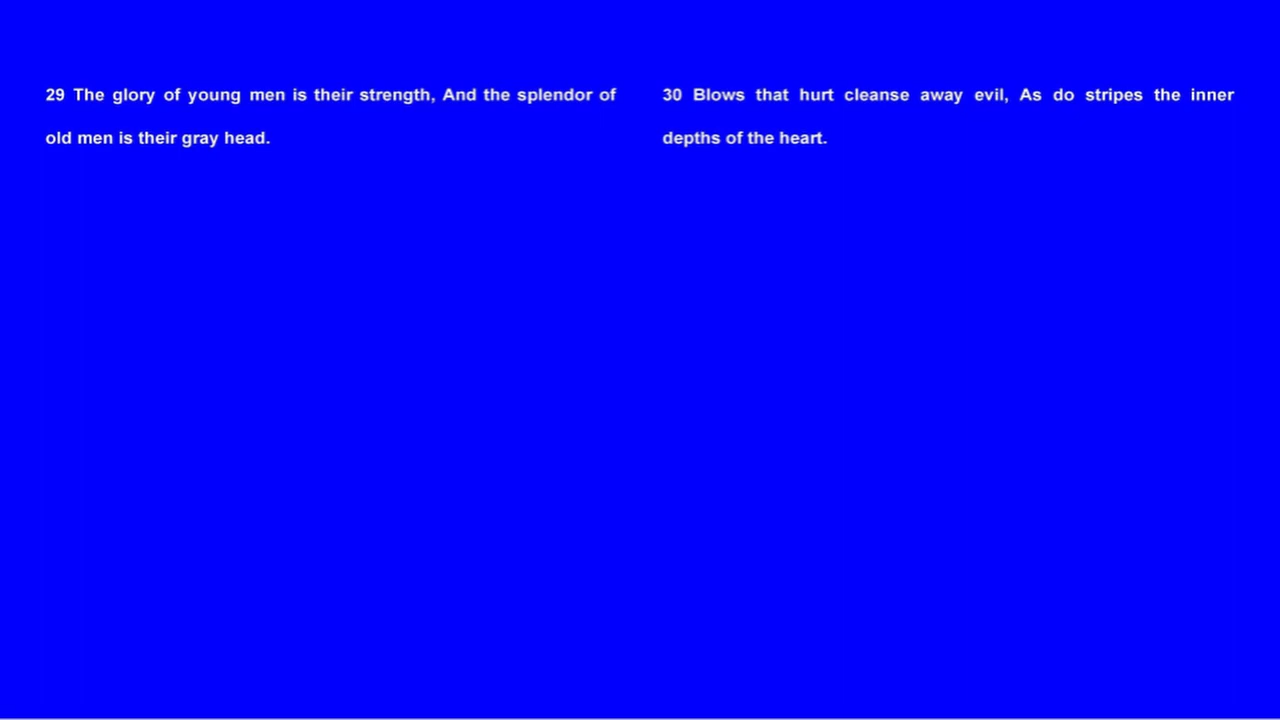 29 The glory of young men is their strength, And the splendor of
old men is their gray head.
30 Blows that hurt cleanse away evil, As do stripes the inner
depths of the heart.